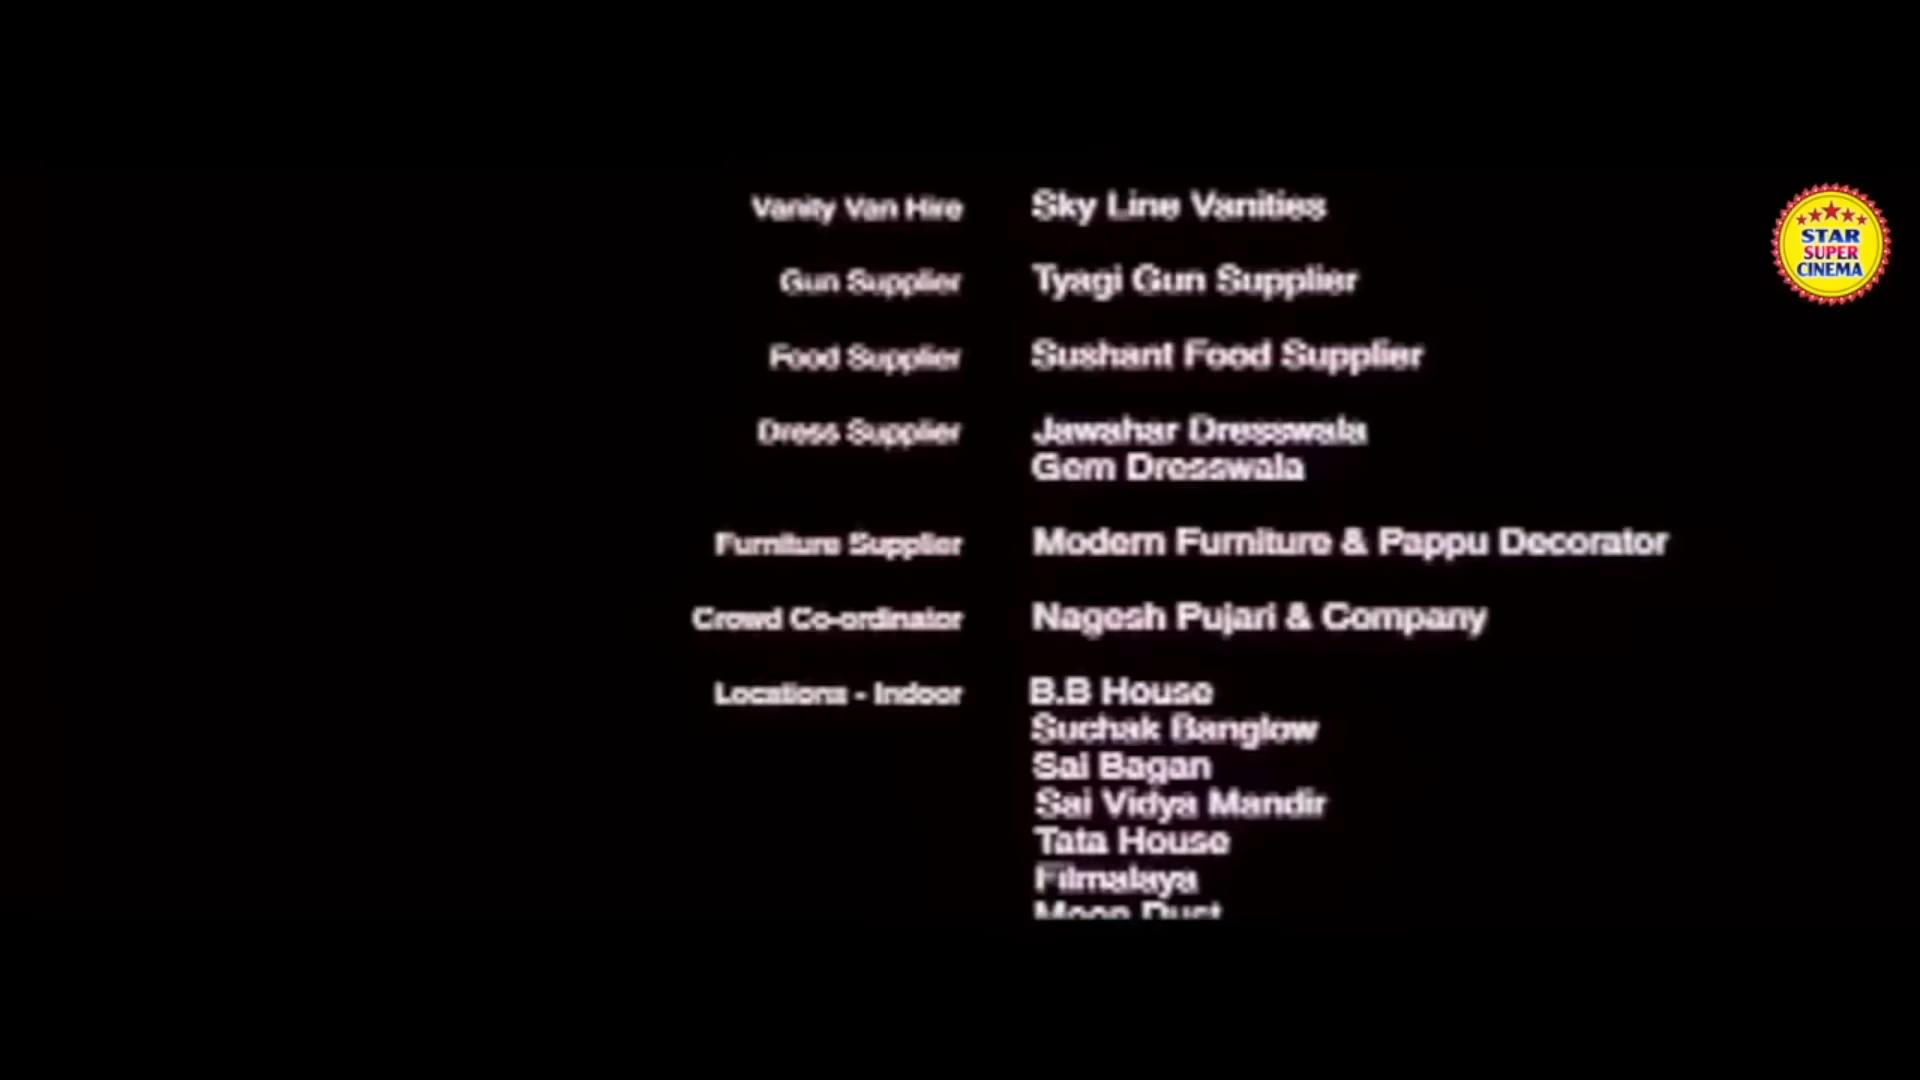 Vanity Van Hire Sky Line Vanities
Gun Supplier Tyagi Gun Supplier
Food Supplier Sushant Food Supplier
Dress Supplier Jawahar Dresswala
Gem Dresswala
Furniture Supplier Modern Furniture & Pappu Decorator
Crowd Co-ordinator Nagesh Pujari & Company
Locations - Indoor B.B House
Suchak Banglow
Sai Bagan
Sai Vidya Mandir
Tata House
Filmalaya
Moon Dust
STAR
SUPER
CINEMA